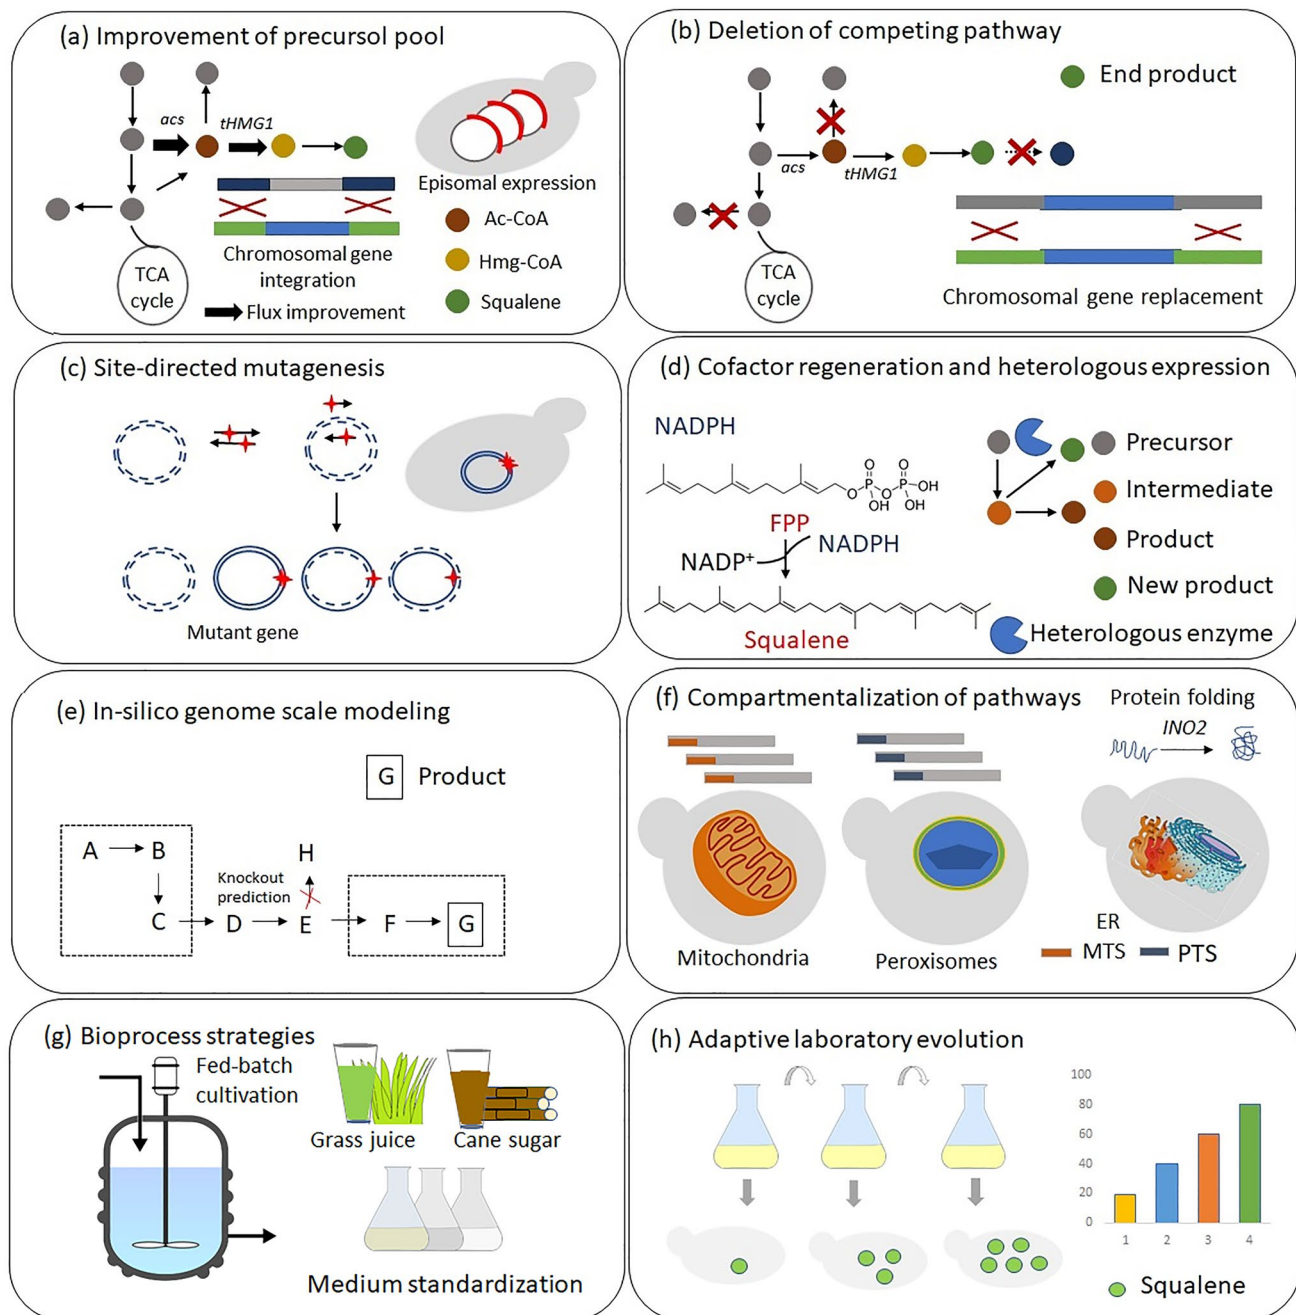 (a) Improvement of precursol pool
acs
tHMG1
Episomal expression
Ac-CoA
Chromosomal gene
integration
Hmg-CoA
TCA
cycle
Squalene
Flux improvement
(b) Deletion of competing pathway
End product
acs
tHMG1
TCA
cycle
Chromosomal gene replacement
(c) Site-directed mutagenesis
Mutant gene
(d) Cofactor regeneration and heterologous expression
NADPH
O O
O P O P OH
OH OH
FPP
NADP+
NADPH
Squalene
Precursor
Intermediate
Product
New product
Heterologous enzyme
(e) In-silico genome scale modeling
G Product
A B
H
Knockout
prediction
C D E F G
(f) Compartmentalization of pathways
Protein folding
INO2
Mitochondria
Peroxisomes
ER
MTS PTS
(g) Bioprocess strategies
Fed-batch
cultivation
Grass juice
Cane sugar
Medium standardization
(h) Adaptive laboratory evolution
100
80
60
40
20
0
1 2 3 4
Squalene